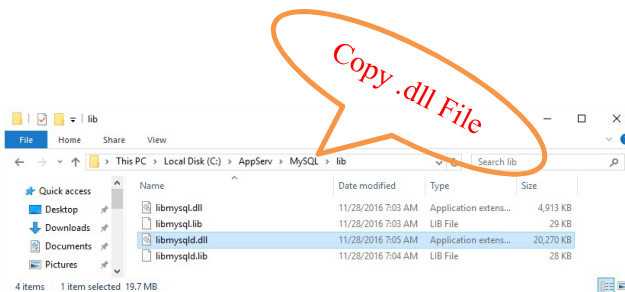 Copy .dll File
lib
File Home Share View
This PC > Local Disk (C:) > AppServ > MySQL > lib
Search lib
Quick access
Desktop
Downloads
Documents
Pictures
Name Date modified Type Size
libmysql.dll 11/28/2016 7:03 AM Application extens... 4,913 KB
libmysql.lib 11/28/2016 7:03 AM LIB File 29 KB
libmysqld.dll 11/28/2016 7:05 AM Application extens... 20,270 KB
libmysqld.lib 11/28/2016 7:04 AM LIB File 28 KB
4 items 1 item selected 19.7 MB